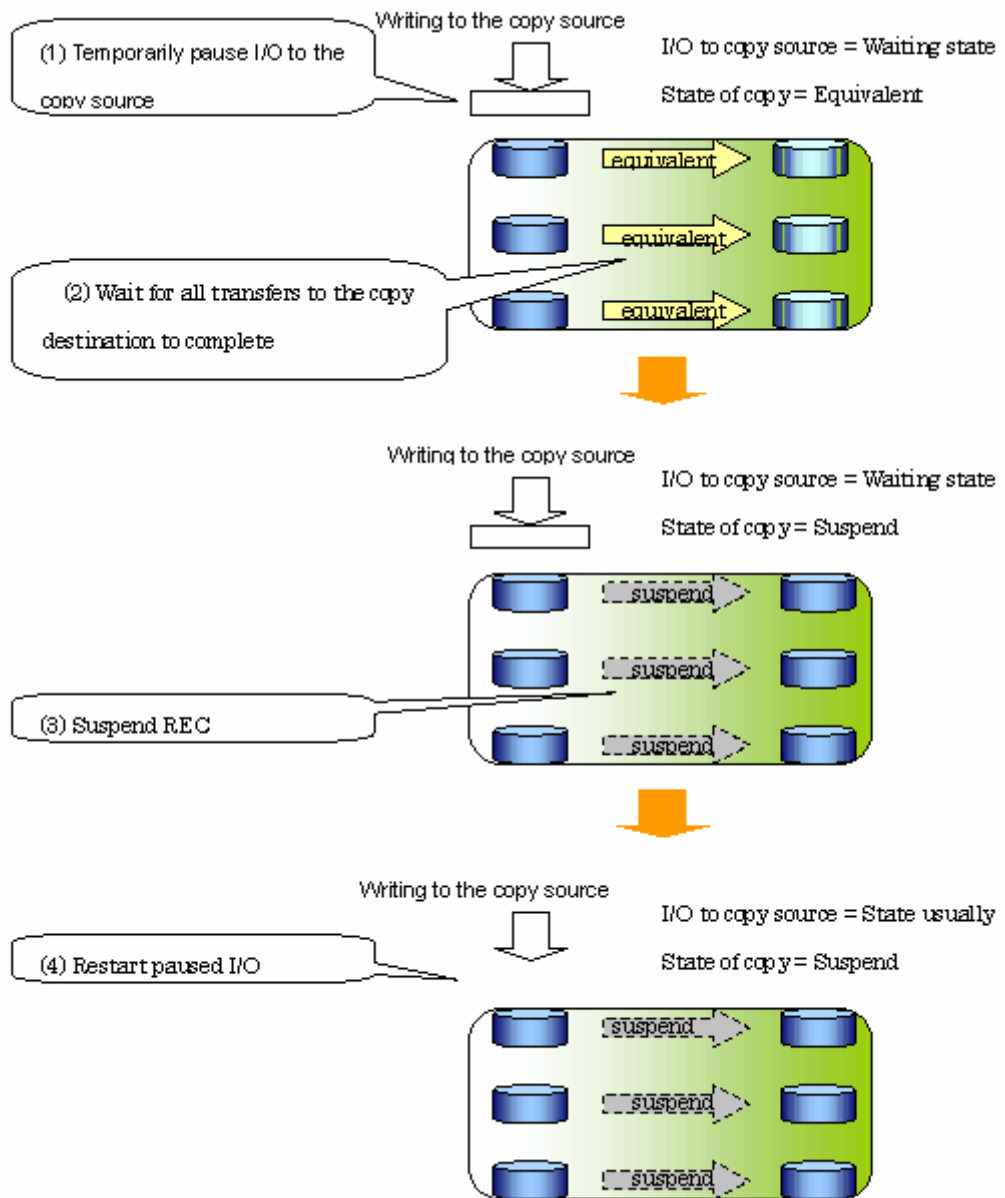 Writing to the copy source
(1) Temporarily pause I/O to the
copy source
I/O to copy source = Waiting state
State of copy = Equivalent
equivalent
equivalent
equivalent
(2) Wait for all transfers to the copy
destination to complete
Writing to the copy source
I/O to copy source = Waiting state
State of copy = Suspend
suspend
suspend
suspend
(3) Suspend REC
Writing to the copy source
I/O to copy source = State usually
State of copy = Suspend
(4) Restart paused I/O
suspend
suspend
suspend